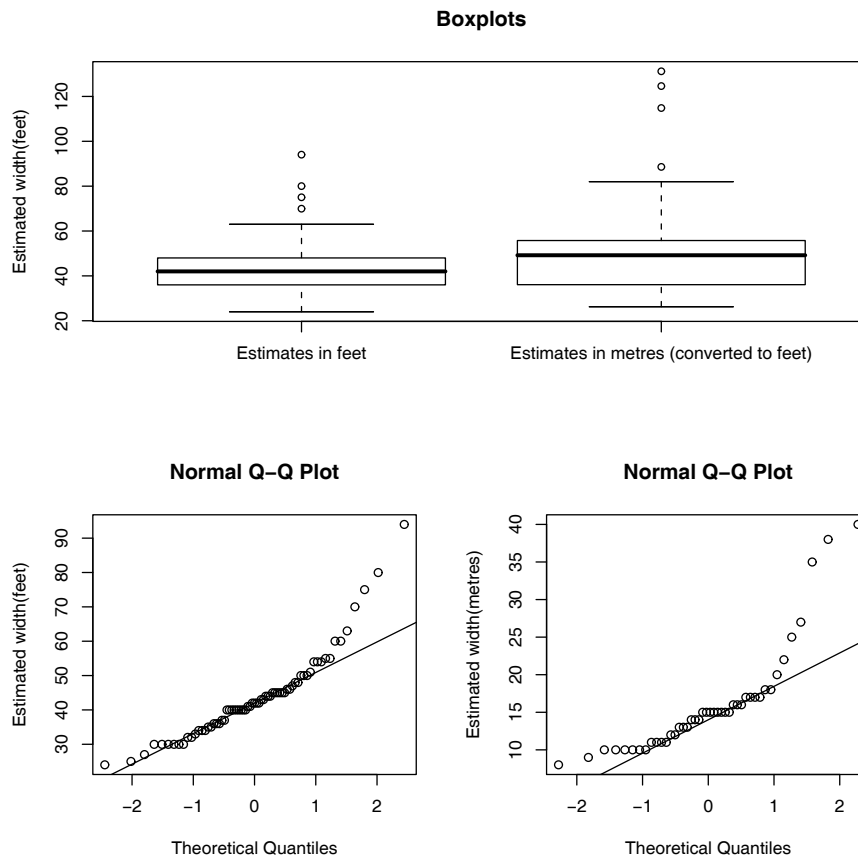 Boxplots
Estimated width(feet)
120
100
80
60
40
20
Estimates in feet
Estimates in metres (converted to feet)
Normal Q−Q Plot
Estimated width(feet)
90
80
70
60
50
40
30
−2 −1 0 1 2
Theoretical Quantiles
Normal Q−Q Plot
Estimated width(metres)
40
35
30
25
20
15
10
−2 −1 0 1 2
Theoretical Quantiles